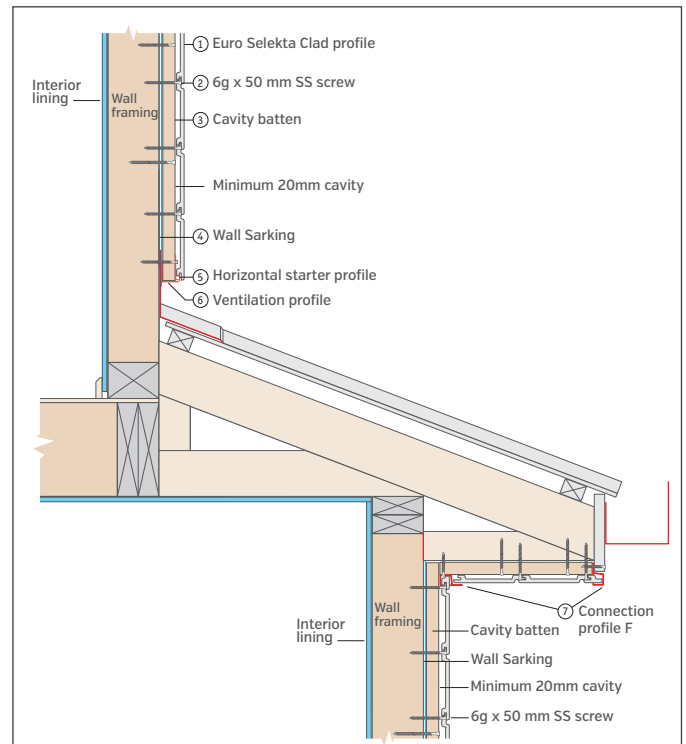 ① Euro Selekta Clad profile
Interior
lining
Wall
framing
② 6g x 50 mm SS screw
③ Cavity batten
Minimum 20mm cavity
④ Wall Sarking
⑤ Horizontal starter profile
⑥ Ventilation profile
⑦ Connection
profile F
Interior
lining
Wall
framing
Cavity batten
Wall Sarking
Minimum 20mm cavity
6g x 50 mm SS screw